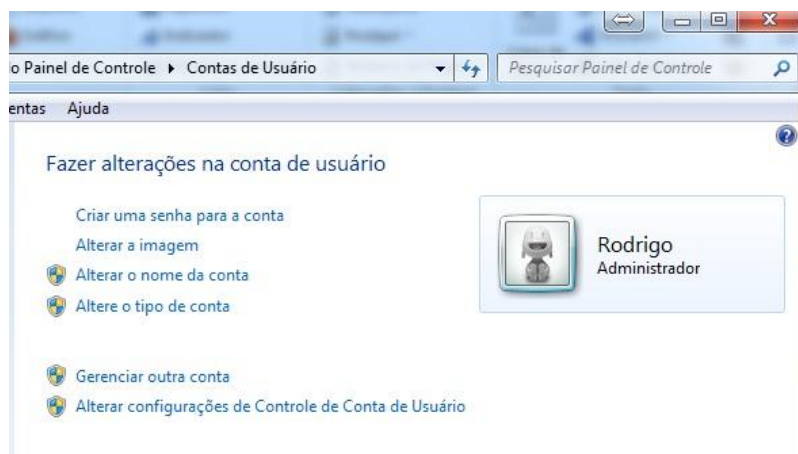 o Painel de Controle ▸ Contas de Usuário
Pesquisar Painel de Controle
entas Ajuda
Fazer alterações na conta de usuário
Criar uma senha para a conta
Alterar a imagem
Alterar o nome da conta
Altere o tipo de conta
Rodrigo
Administrador
Gerenciar outra conta
Alterar configurações de Controle de Conta de Usuário